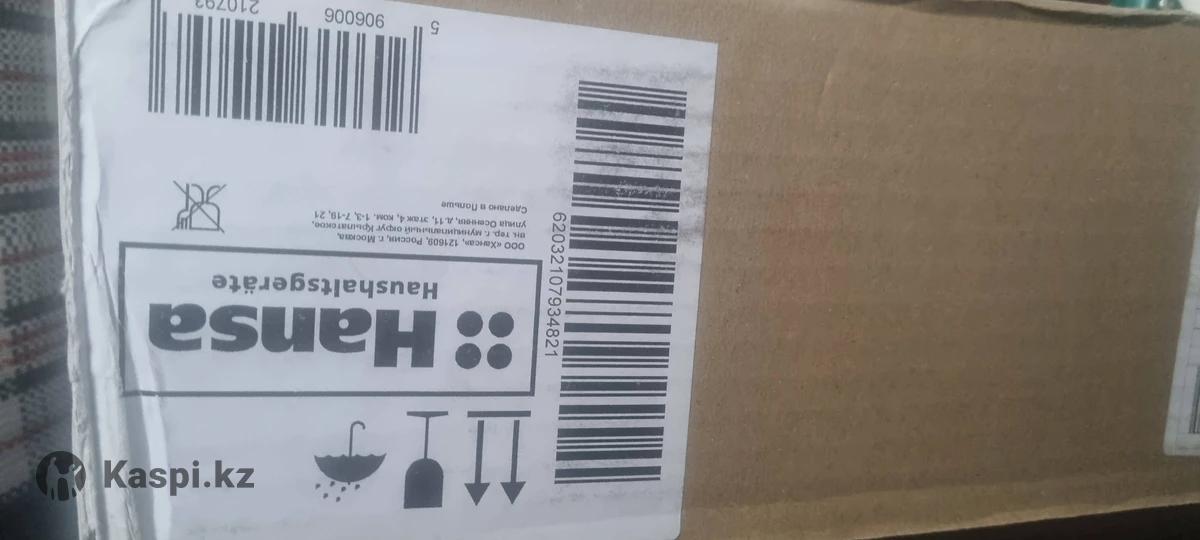 Hansa
Haushaltsgeräte
ООО «Ханса», 121609, Россия, г. Москва,
вн. тер. г. муниципальный округ Крылатское,
улица Осенняя, д.11, этаж 4, ком. 1-3, 7-19, 21
Сделано в Польше
5 906006 210793
62032107934821
Kaspi.kz